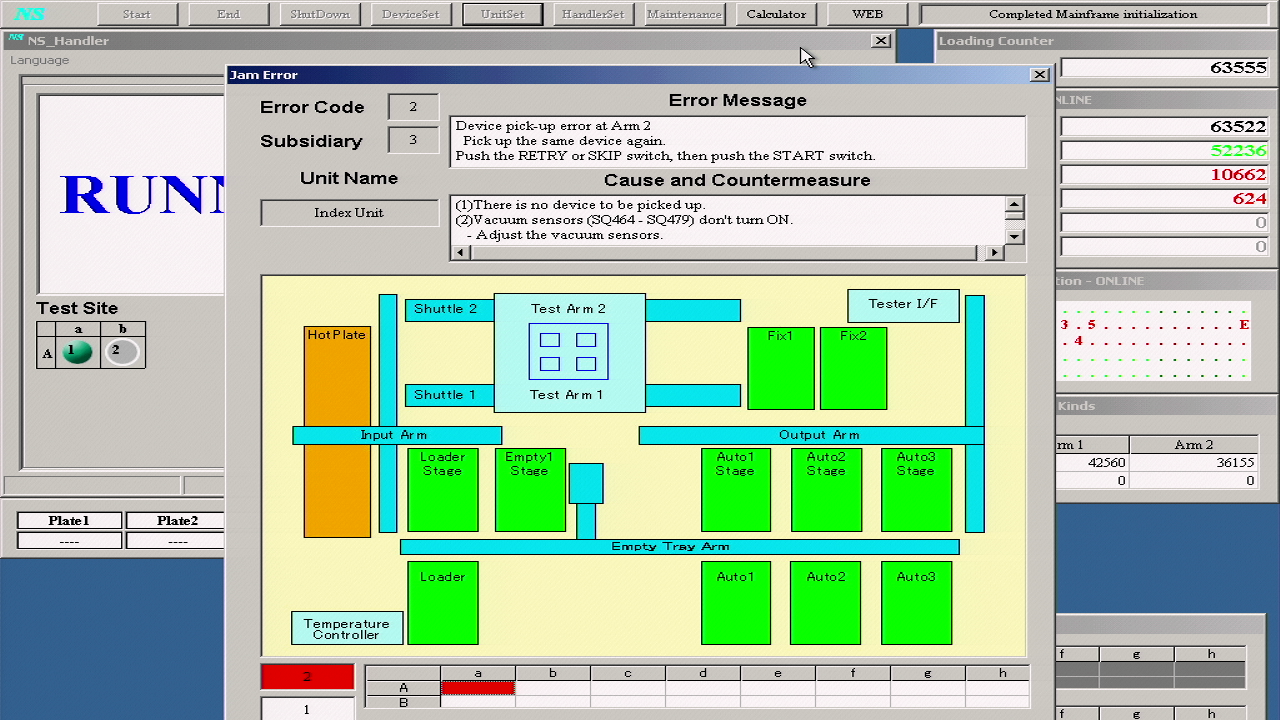 NS
Start
End
ShutDown
DeviceSet
UnitSet
HandlerSet
Maintenance
Calculator
WEB
Completed Mainframe initialization
NS NS_Handler
Language
Loading Counter
63555
NLINE
63522
52236
10662
624
0
0
RUNN
Test Site
a b
A 1 2
Plate1 Plate2
---- ----
Jam Error
Error Code 2
Subsidiary 3
Unit Name
Index Unit
Error Message
Device pick-up error at Arm 2
Pick up the same device again.
Push the RETRY or SKIP switch, then push the START switch.
Cause and Countermeasure
(1)There is no device to be picked up.
(2)Vacuum sensors (SQ464 - SQ479) don't turn ON.
- Adjust the vacuum sensors.
HotPlate
Shuttle 2
Test Arm 2
Tester I/F
Fix1
Fix2
Shuttle 1
Test Arm 1
Input Arm
Output Arm
Loader
Stage
Empty1
Stage
Auto1
Stage
Auto2
Stage
Auto3
Stage
Empty Tray Arm
Loader
Auto1
Auto2
Auto3
Temperature
Controller
2
1
a b c d e f g h
A
B
tion - ONLINE
3 . 5 . . . . . . . . E
. 4 . . . . . . . . . .
Kinds
rm 1 Arm 2
42560 36155
0 0
f g h
f g h